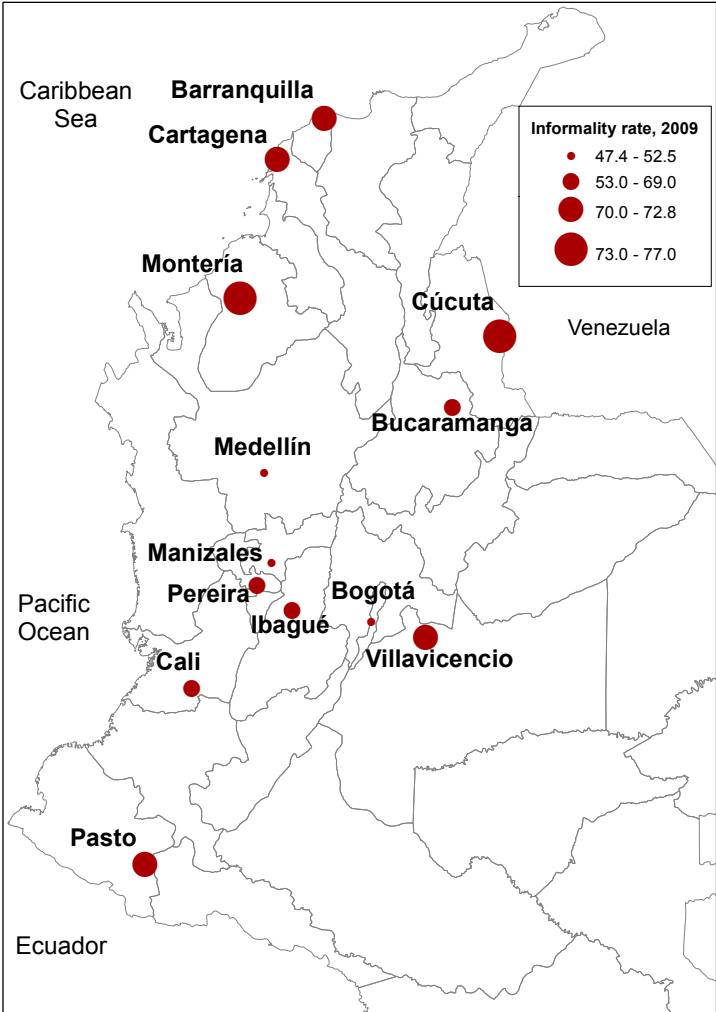 Caribbean
Sea
Barranquilla
Cartagena
Informality rate, 2009
47.4 - 52.5
53.0 - 69.0
70.0 - 72.8
73.0 - 77.0
Montería
Cúcuta
Venezuela
Bucaramanga
Medellín
Manizales
Pereira
Bogotá
Ibagué
Pacific
Ocean
Villavicencio
Cali
Pasto
Ecuador